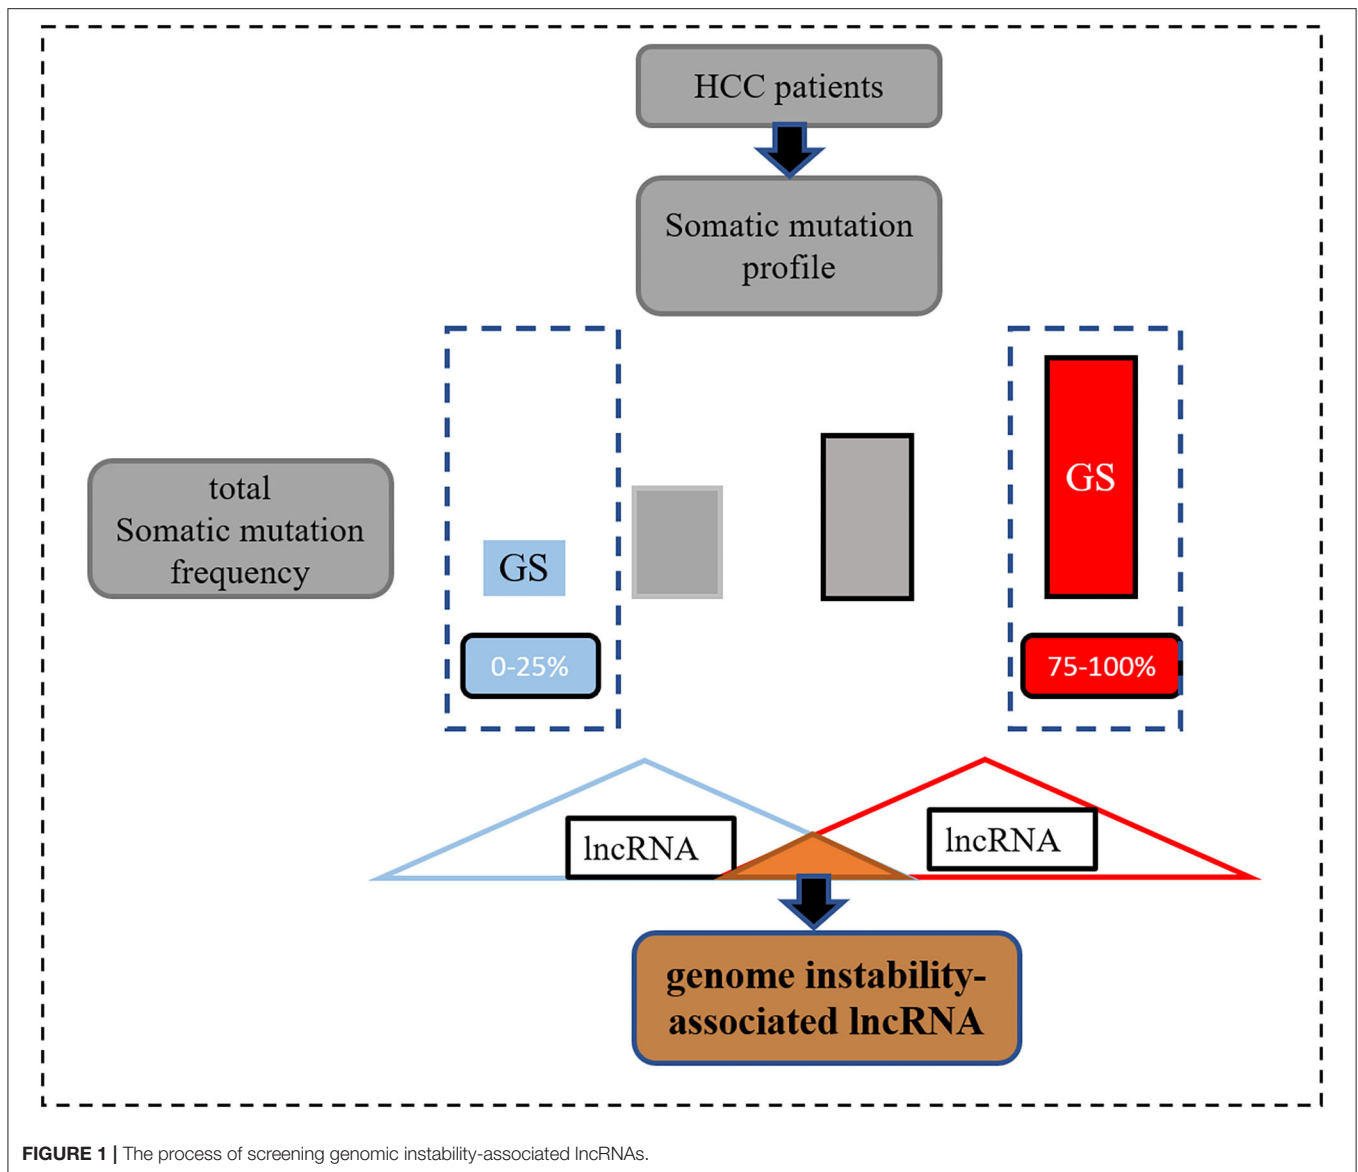 HCC patients
Somatic mutation
profile
total
Somatic mutation
frequency
GS
GS
0-25%
75-100%
lncRNA
lncRNA
genome instability-
associated lncRNA
FIGURE 1 | The process of screening genomic instability-associated lncRNAs.